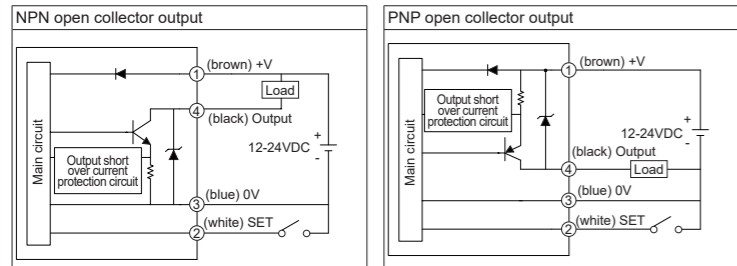 NPN open collector output
Main circuit
Output short
over current
protection circuit
1
(brown) +V
Load
4
(black) Output
+
12-24VDC
-
(blue) 0V
3
(white) SET
2
PNP open collector output
Main circuit
Output short
over current
protection circuit
(brown) +V
1
+
12-24VDC
-
(black) Output
4
Load
(blue) 0V
3
(white) SET
2